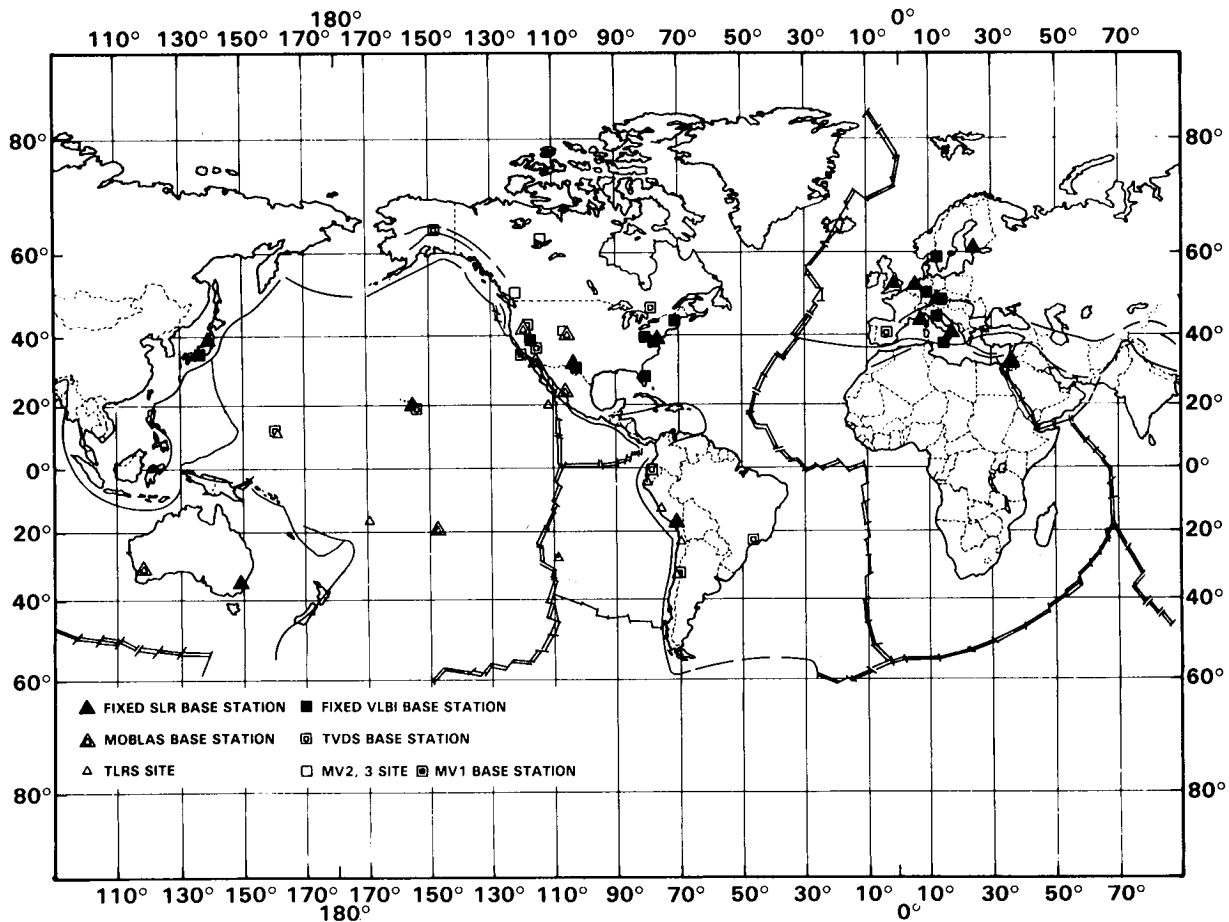 180° 0°
110° 130° 150° 170° 170° 150° 130° 110° 90° 70° 50° 30° 10° 10° 30° 50° 70°
80° 80°
60° 60°
40° 40°
20° 20°
0° 0°
20° 20°
40° 40°
60° 60°
FIXED SLR BASE STATION FIXED VLBI BASE STATION
MOBLAS BASE STATION TVDS BASE STATION
TLRS SITE MV2, 3 SITE MV1 BASE STATION
80° 80°
110° 130° 150° 170° 170° 150° 130° 110° 90° 70° 50° 30° 10° 10° 30° 50° 70°
180° 0°